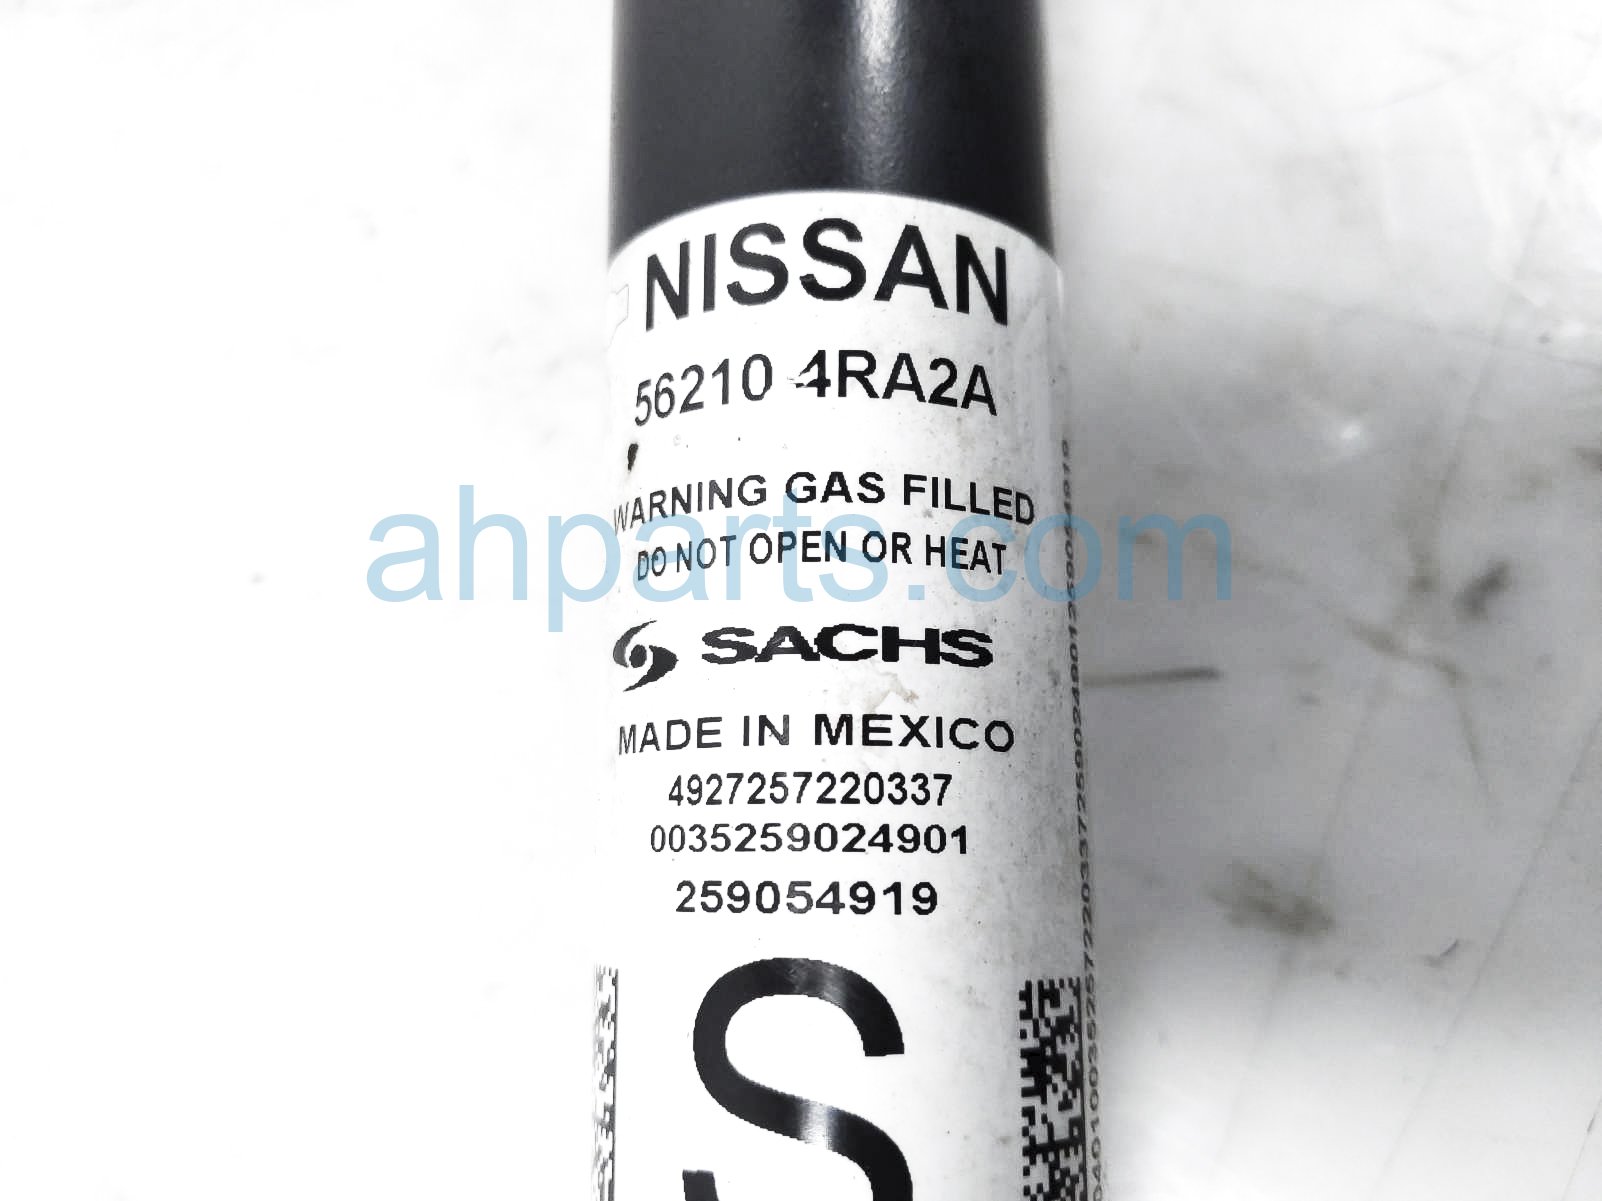 NISSAN
56210 4RA2A
WARNING GAS FILLED
DO NOT OPEN OR HEAT
ahparts.com
SACHS
MADE IN MEXICO
4927257220337
0035259024901
259054919
S